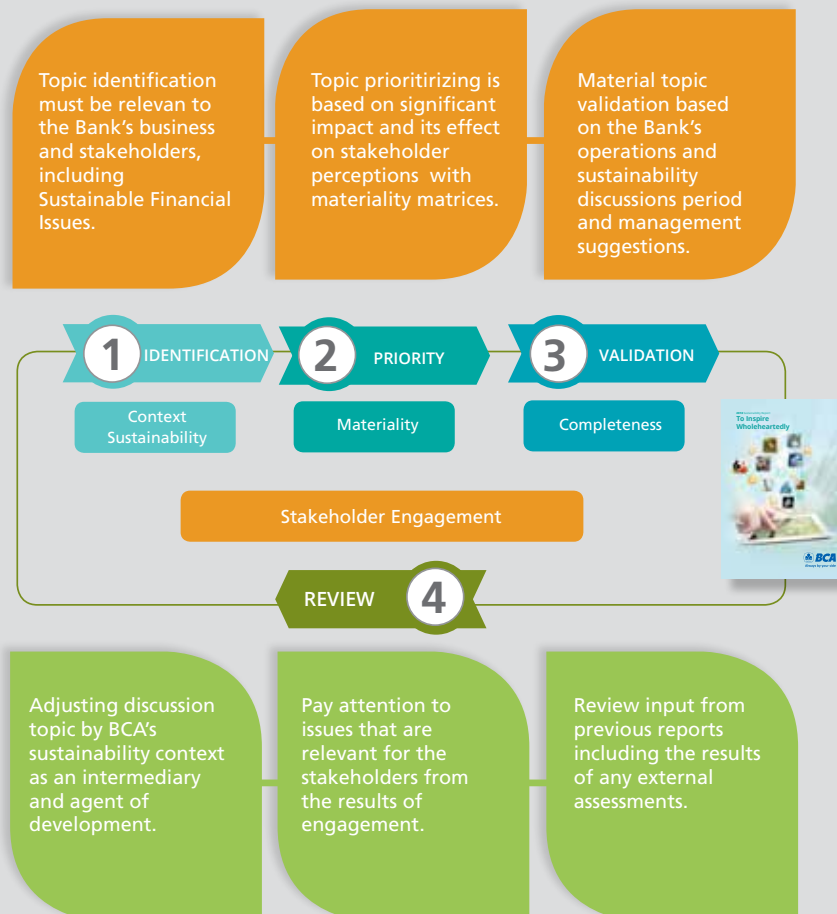 Topic identification
must be relevan to
the Bank's business
and stakeholders,
including
Sustainable Financial
Issues.
Topic prioritirizing is
based on significant
impact and its effect
on stakeholder
perceptions with
materiality matrices.
Material topic
validation based
on the Bank's
operations and
sustainability
discussions period
and management
suggestions.
1 IDENTIFICATION
2 PRIORITY
3 VALIDATION
Context
Sustainability
Materiality
Completeness
To Inspire
Wholeheartedly
BCA
Stakeholder Engagement
REVIEW 4
Adjusting discussion
topic by BCA's
sustainability context
as an intermediary
and agent of
development.
Pay attention to
issues that are
relevant for the
stakeholders from
the results of
engagement.
Review input from
previous reports
including the results
of any external
assessments.